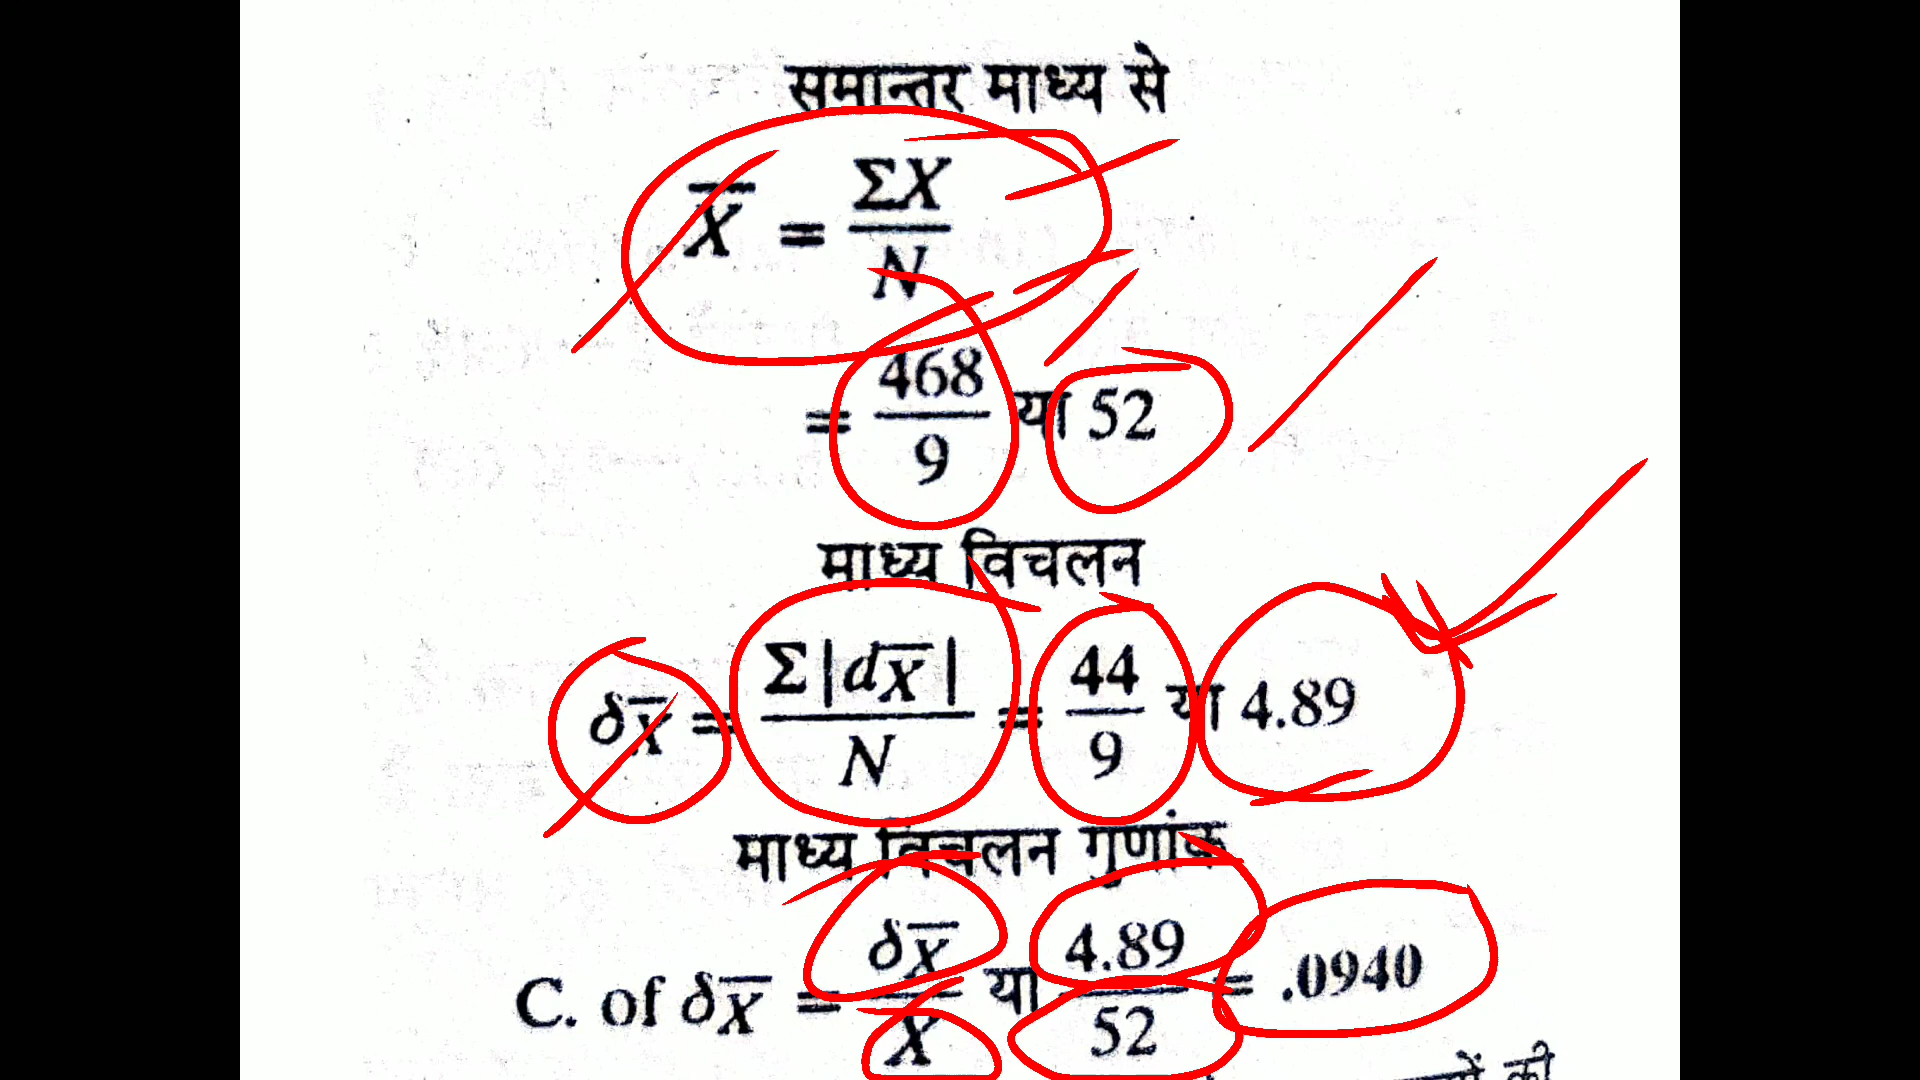 समान्तर माध्य से
X̅ = ΣX / N
= 468 / 9 या 52
माध्य विचलन
δx̅ = Σ|dx̅| / N = 44 / 9 या 4.89
माध्य विचलन गुणांक
C. of δx̅ = δx̅ / X या 4.89 / 52 = .0940
की